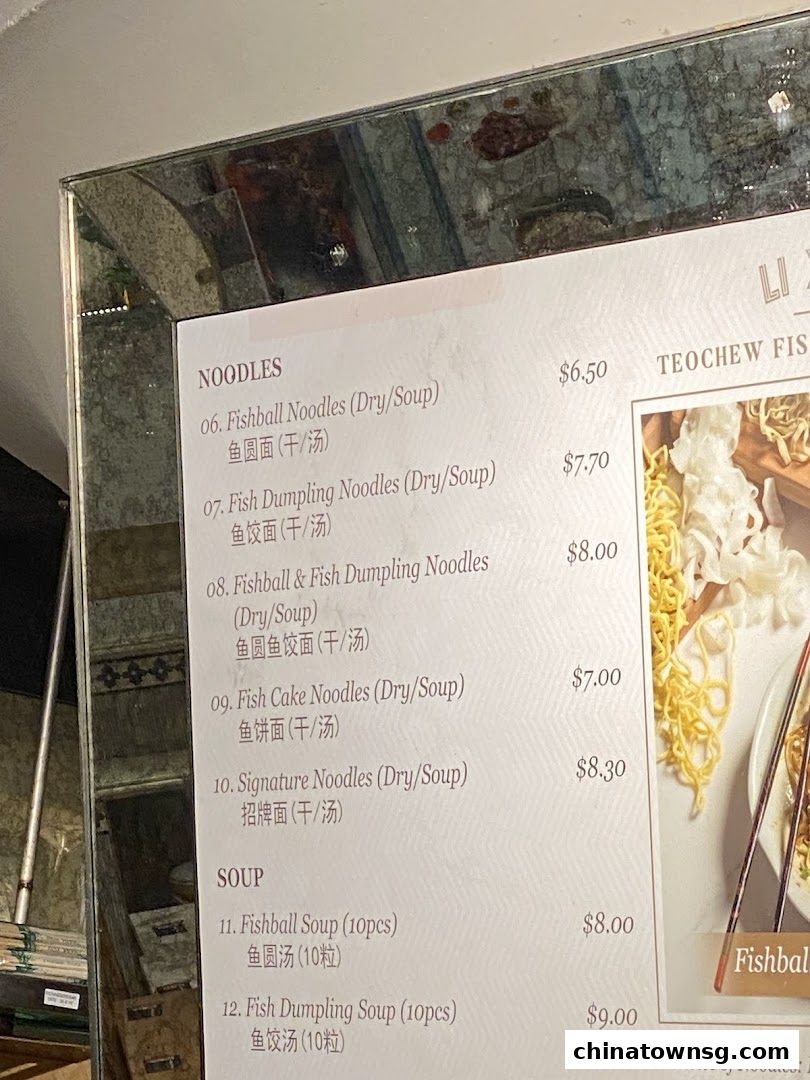 LI
TEOCHEW FIS
NOODLES
06. Fishball Noodles (Dry/Soup) $6.50
鱼圆面(干/汤)
07. Fish Dumpling Noodles (Dry/Soup) $7.70
鱼饺面(干/汤)
08. Fishball & Fish Dumpling Noodles $8.00
(Dry/Soup)
鱼圆鱼饺面(干/汤)
09. Fish Cake Noodles (Dry/Soup) $7.00
鱼饼面(干/汤)
10. Signature Noodles (Dry/Soup) $8.30
招牌面(干/汤)
SOUP
11. Fishball Soup (10pcs) $8.00
鱼圆汤(10粒)
12. Fish Dumpling Soup (10pcs) $9.00
鱼饺汤(10粒)
Fishbal
chinatownsg.com